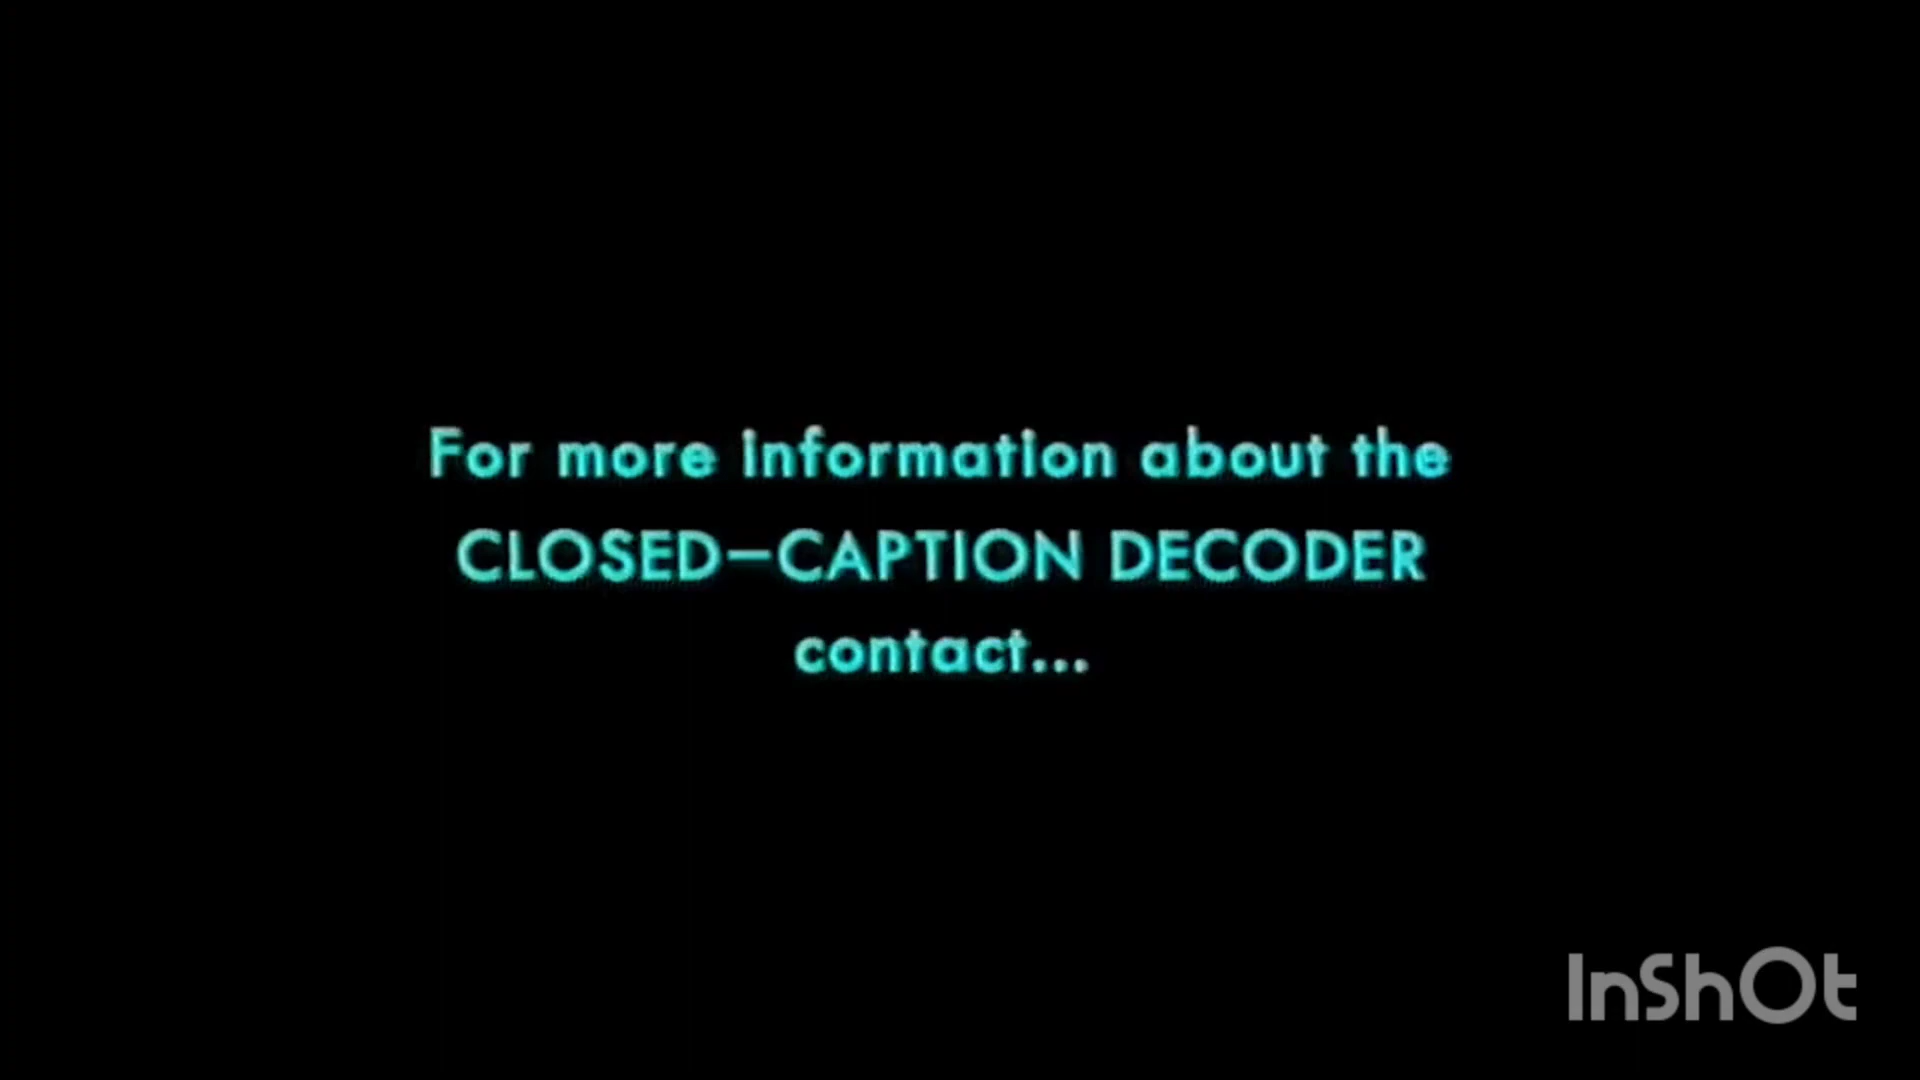 For more information about the
CLOSED—CAPTION DECODER
contact...
InShOt